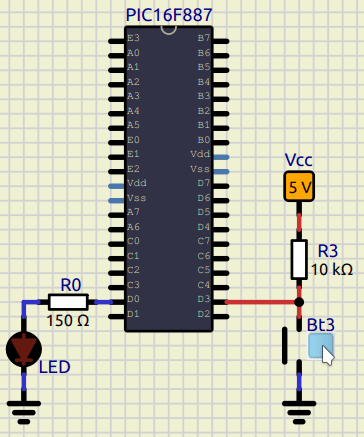 PIC16F887
E3 B7
A0 B6
A1 B5
A2 B4
A3 B3
A4 B2
A5 B1
E0 B0
E1 Vdd
E2 Vss
Vdd D7
Vss D6
A7 D5
A6 D4
C0 C7
C1 C6
C2 C5
C3 C4
D0 D3
D1 D2
Vcc
5 V
R3
10 kΩ
R0
150 Ω
Bt3
LED